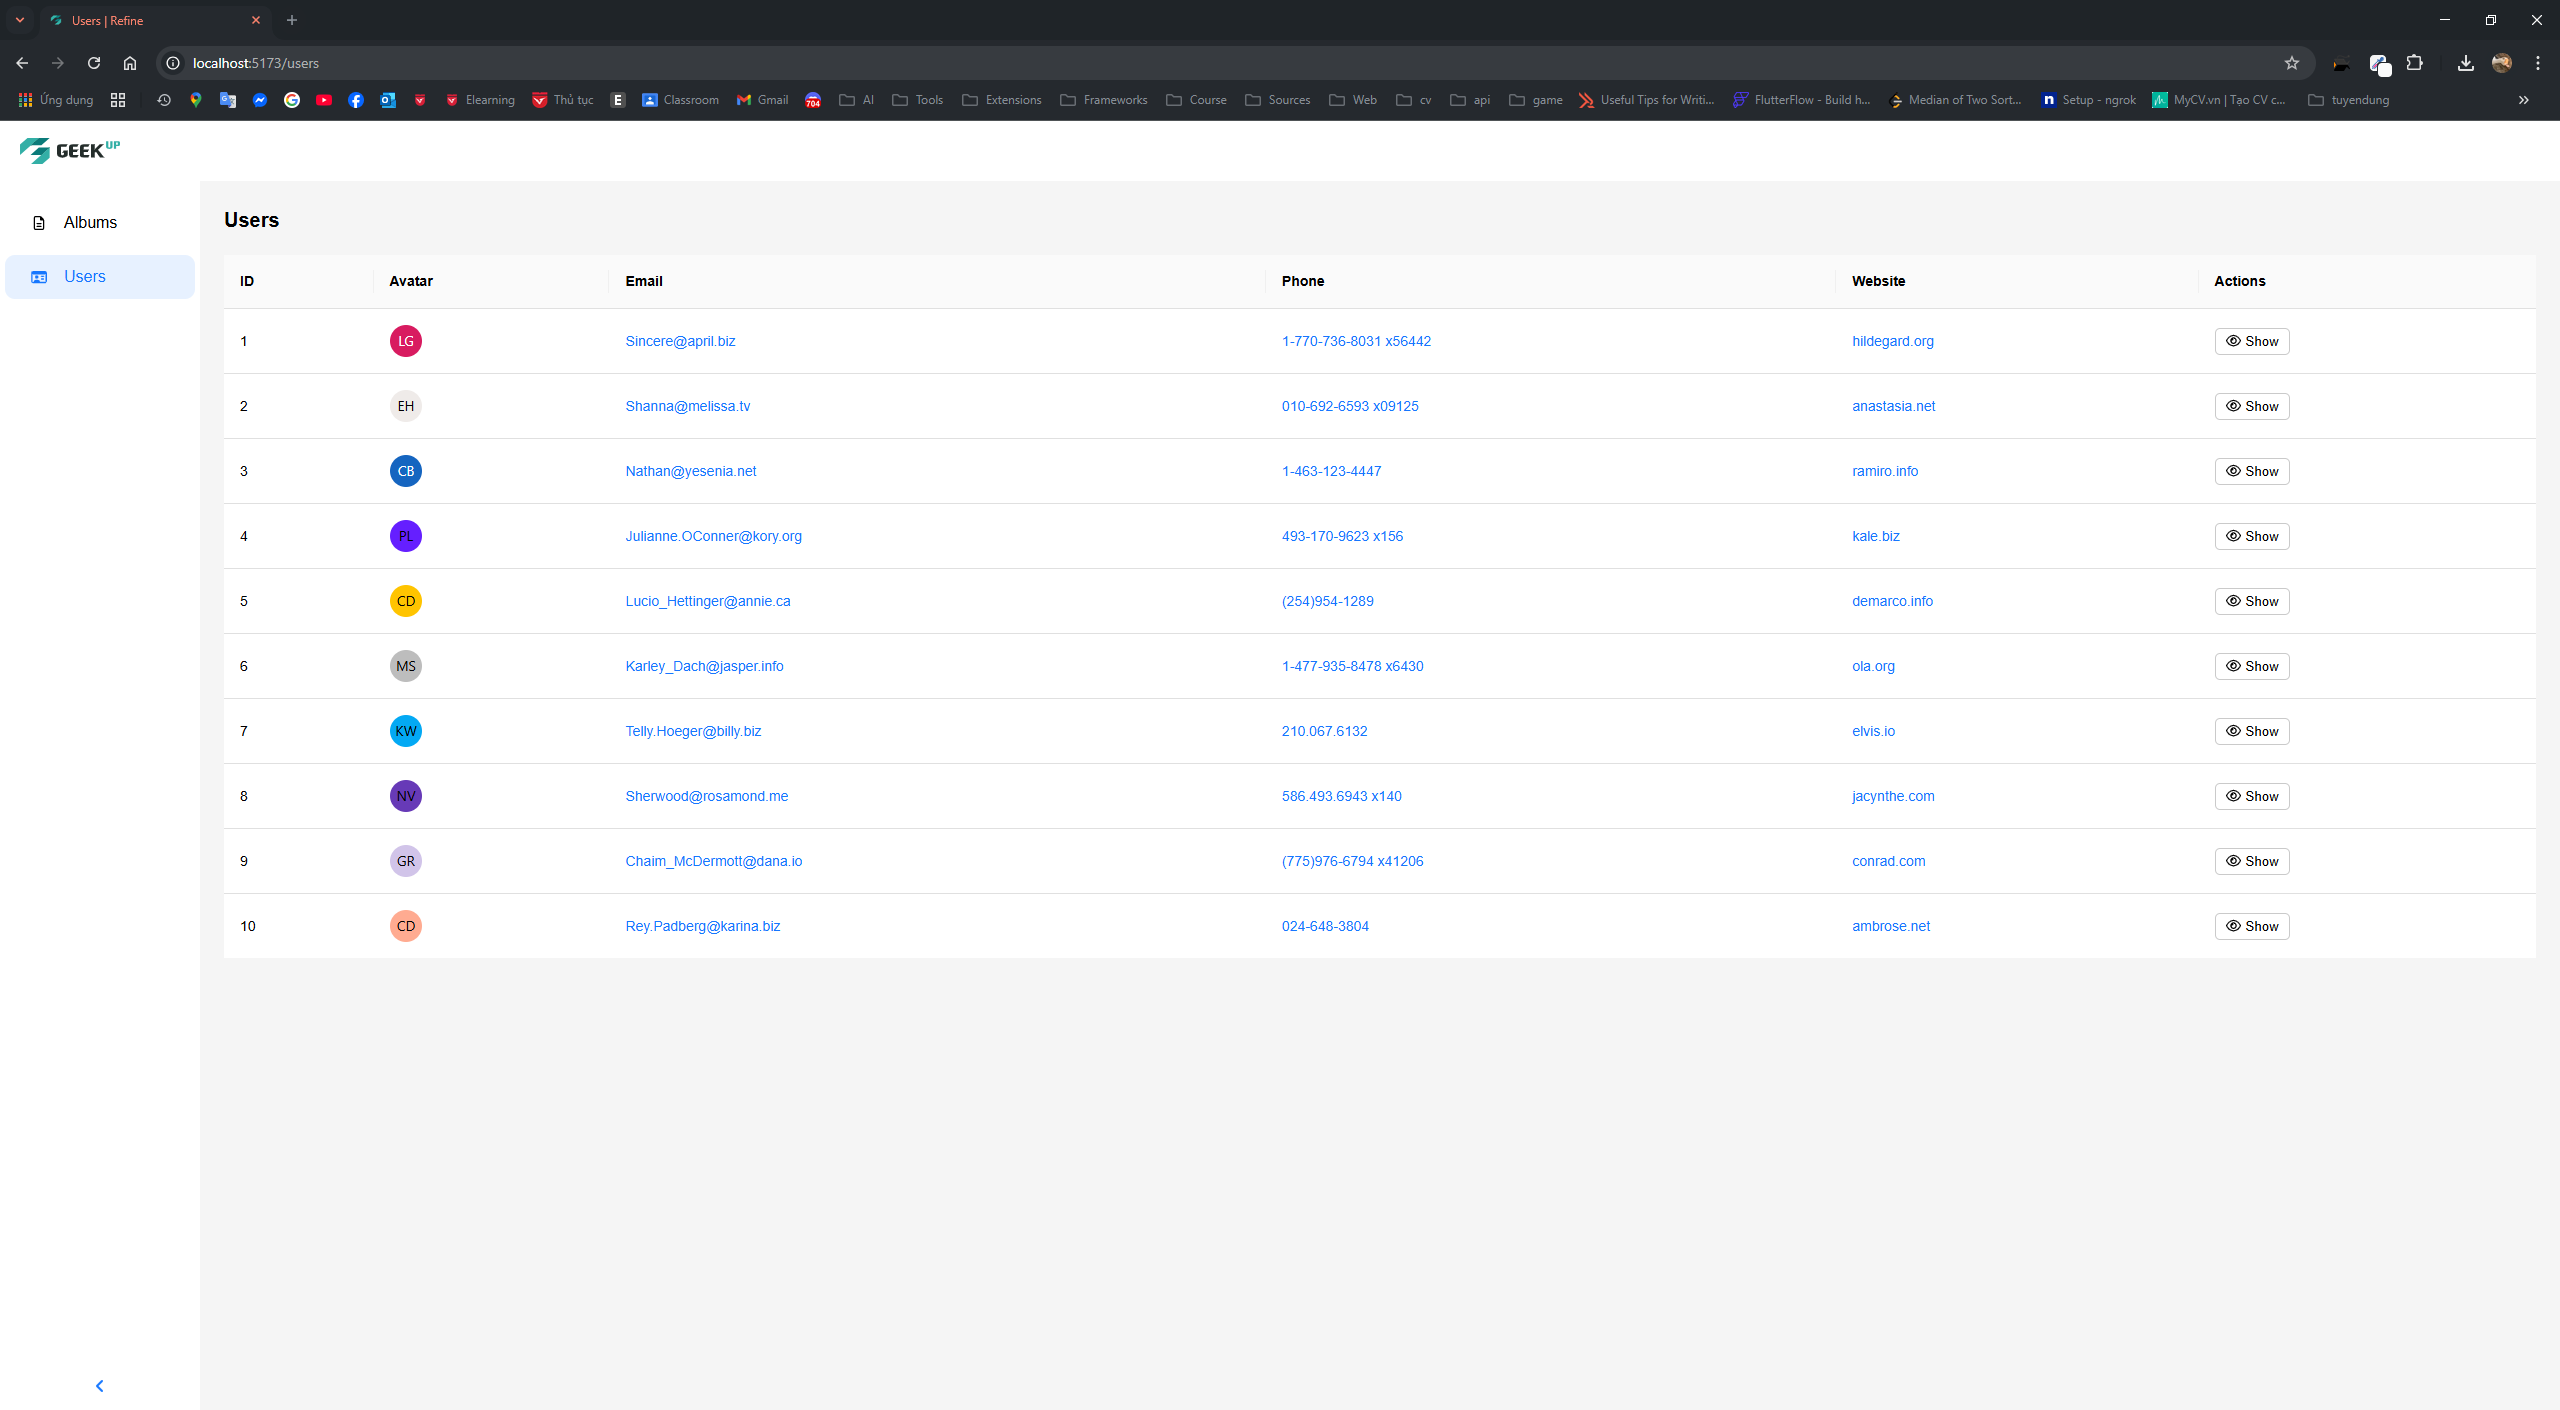 Users | Refine
localhost:5173/users
Ứng dụng Elearning Thủ tục E Classroom Gmail 704 AI Tools Extensions Frameworks Course Sources Web cv api game Useful Tips for Writi... FlutterFlow - Build h... Median of Two Sort... n Setup - ngrok MyCV.vn | Tạo CV c... tuyendung
GEEK UP
Albums
Users
Users
ID Avatar Email Phone Website Actions
1 LG Sincere@april.biz 1-770-736-8031 x56442 hildegard.org Show
2 EH Shanna@melissa.tv 010-692-6593 x09125 anastasia.net Show
3 CB Nathan@yesenia.net 1-463-123-4447 ramiro.info Show
4 PL Julianne.OConner@kory.org 493-170-9623 x156 kale.biz Show
5 CD Lucio_Hettinger@annie.ca (254)954-1289 demarco.info Show
6 MS Karley_Dach@jasper.info 1-477-935-8478 x6430 ola.org Show
7 KW Telly.Hoeger@billy.biz 210.067.6132 elvis.io Show
8 NV Sherwood@rosamond.me 586.493.6943 x140 jacynthe.com Show
9 GR Chaim_McDermott@dana.io (775)976-6794 x41206 conrad.com Show
10 CD Rey.Padberg@karina.biz 024-648-3804 ambrose.net Show